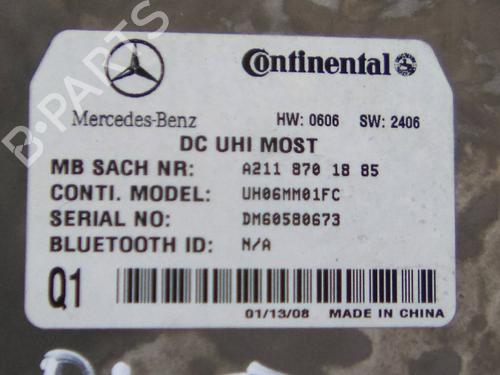 Continental
Mercedes-Benz HW: 0606 SW: 2406
DC UHI MOST
MB SACH NR: A211 870 18 85
CONTI. MODEL: UH06MM01FC
SERIAL NO: DM60580673
BLUETOOTH ID: N/A
Q1
01/13/08 MADE IN CHINA
B-PARTS